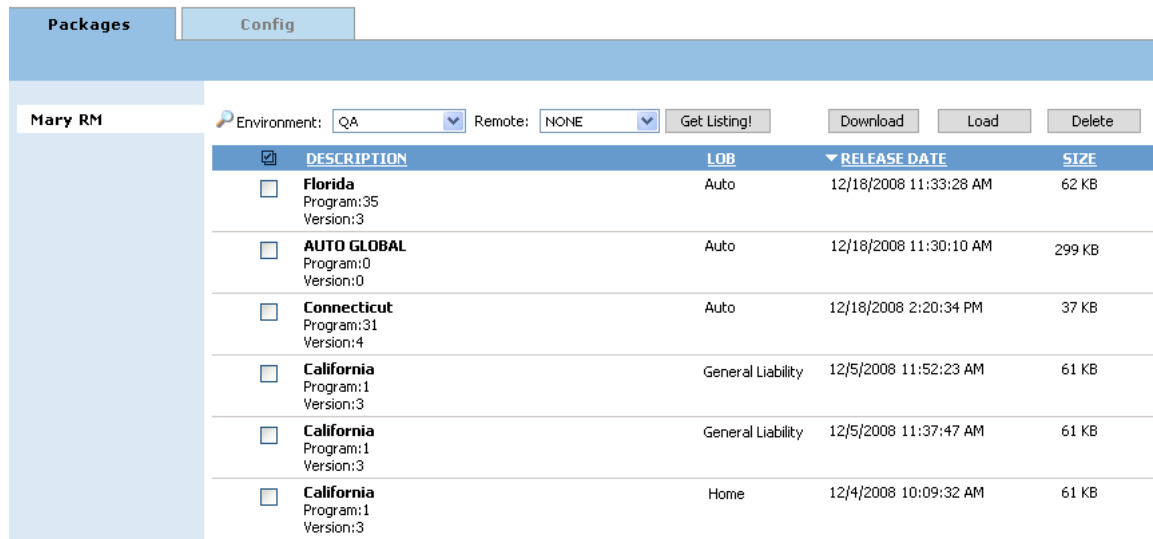 Packages Config
Mary RM
Environment: QA Remote: NONE Get Listing! Download Load Delete
DESCRIPTION LOB RELEASE DATE SIZE
Florida Auto 12/18/2008 11:33:28 AM 62 KB
Program:35
Version:3
AUTO GLOBAL Auto 12/18/2008 11:30:10 AM 299 KB
Program:0
Version:0
Connecticut Auto 12/18/2008 2:20:34 PM 37 KB
Program:31
Version:4
California General Liability 12/5/2008 11:52:23 AM 61 KB
Program:1
Version:3
California General Liability 12/5/2008 11:37:47 AM 61 KB
Program:1
Version:3
California Home 12/4/2008 10:09:32 AM 61 KB
Program:1
Version:3